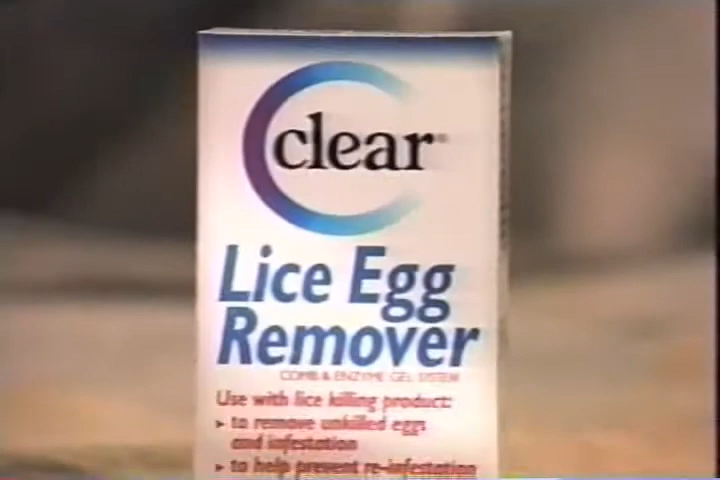 clear®
Lice Egg
Remover
COMB & ENZYME GEL SYSTEM
Use with lice killing product:
▸ to remove unkilled eggs
and infestation
▸ to help prevent re-infestation